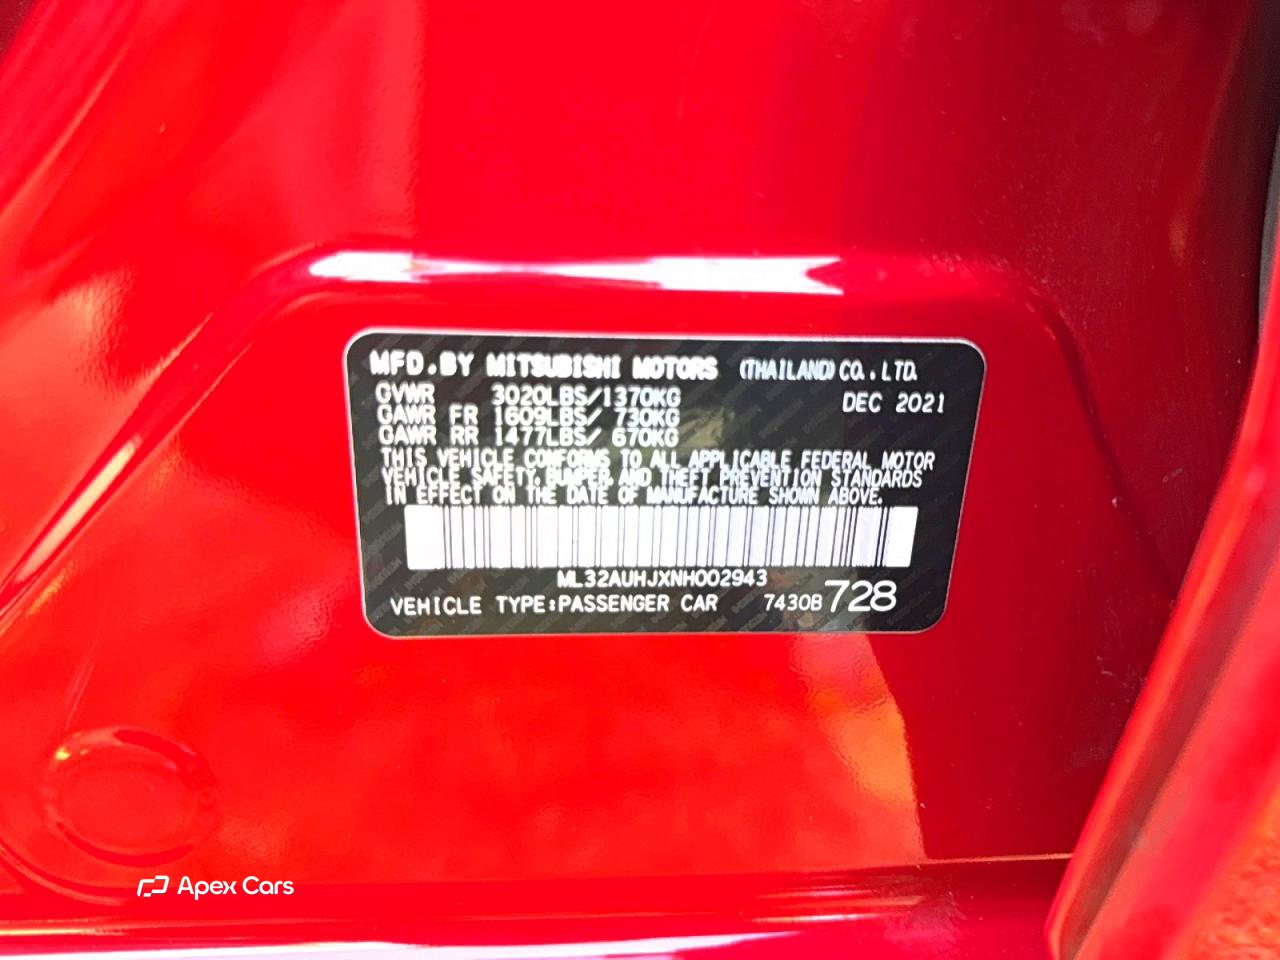 MFD.BY MITSUBISHI MOTORS (THAILAND) CO., LTD.
GVWR 3020LBS/1370KG DEC 2021
GAWR FR 1609LBS/ 730KG
GAWR RR 1477LBS/ 670KG
THIS VEHICLE CONFORMS TO ALL APPLICABLE FEDERAL MOTOR
VEHICLE SAFETY, BUMPER, AND THEFT PREVENTION STANDARDS
IN EFFECT ON THE DATE OF MANUFACTURE SHOWN ABOVE.
ML32AUHJXNH002943
VEHICLE TYPE:PASSENGER CAR 7430B728
Apex Cars